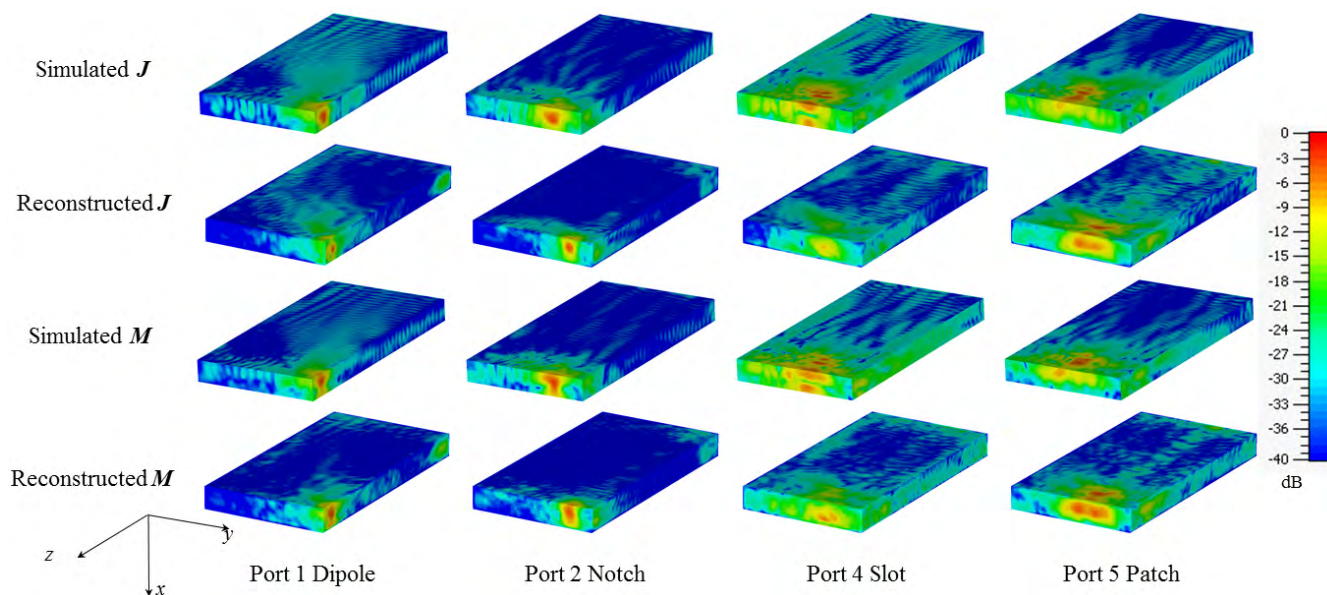 Simulated J
Reconstructed J
Simulated M
Reconstructed M
0
-3
-6
-9
-12
-15
-18
-21
-24
-27
-30
-33
-36
-40
dB
z
y
x
Port 1 Dipole
Port 2 Notch
Port 4 Slot
Port 5 Patch